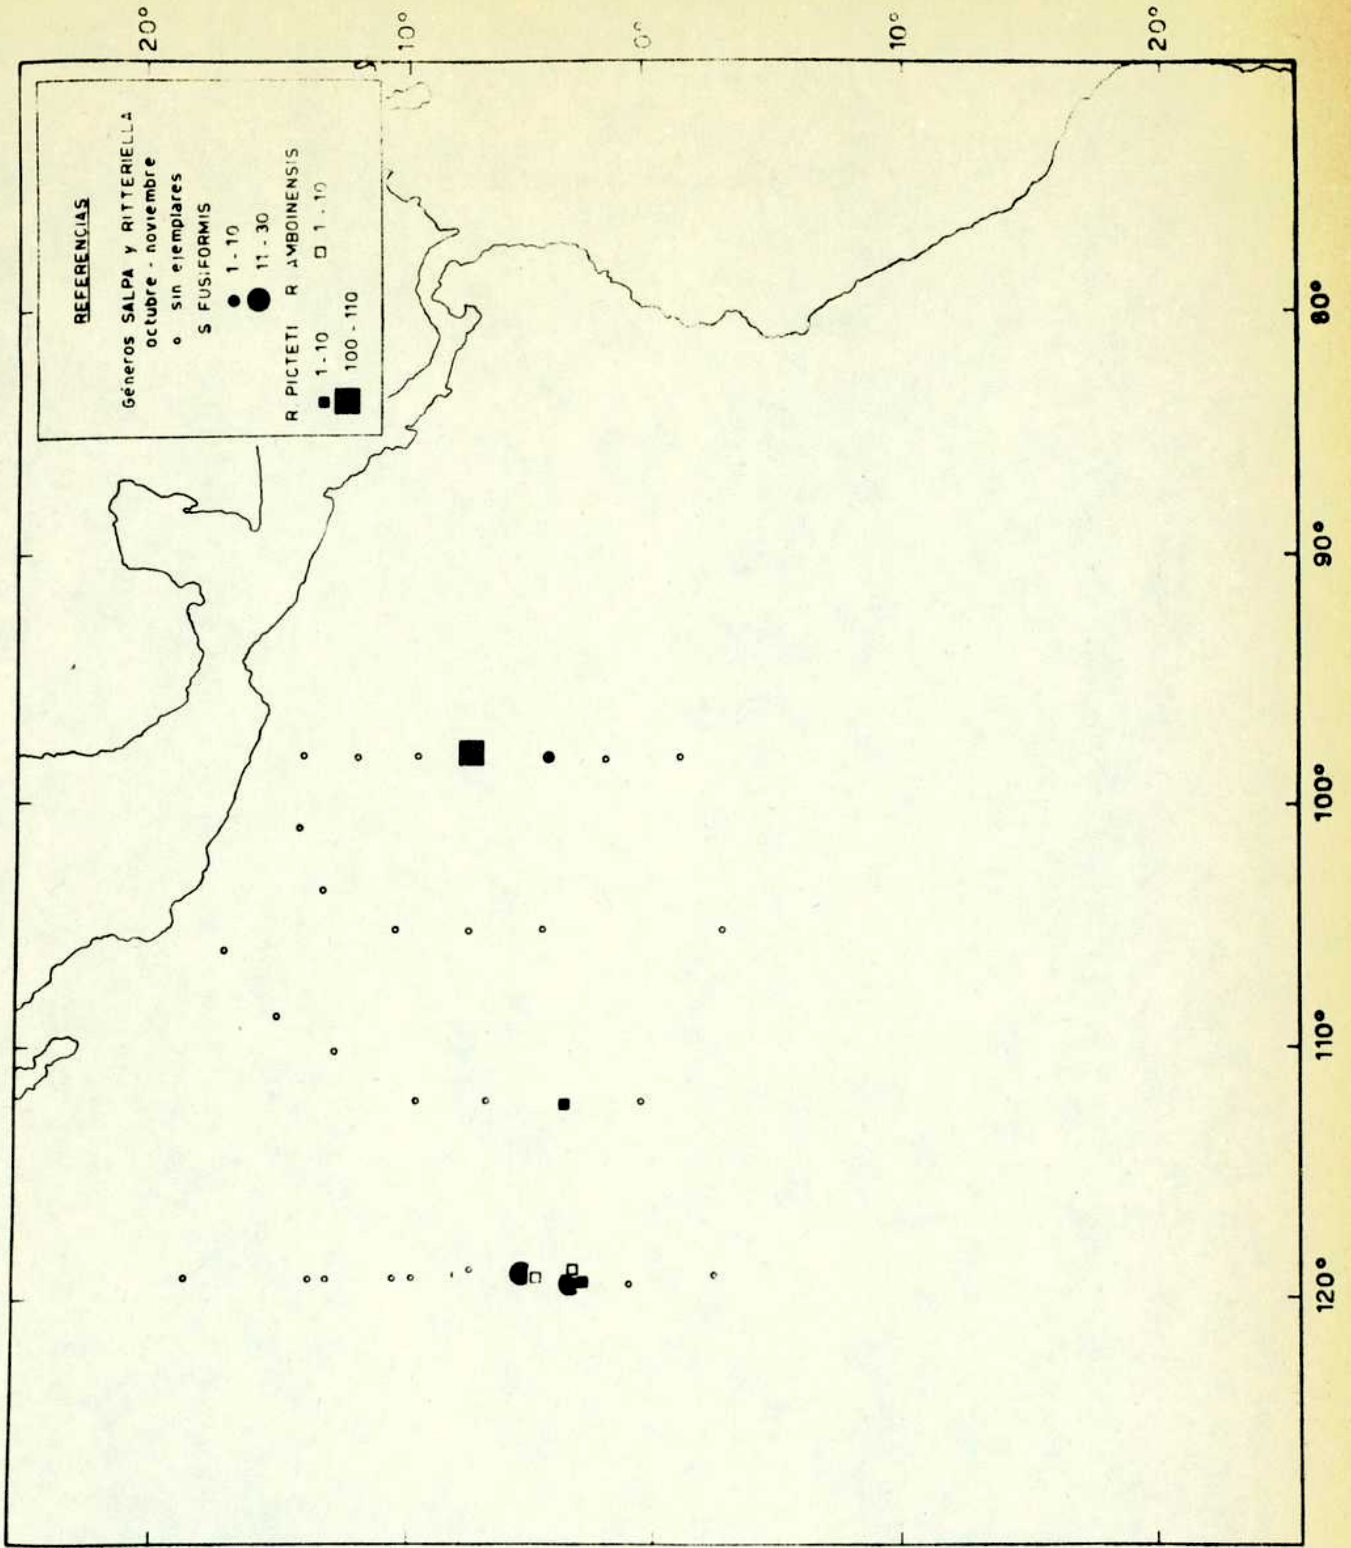 REFERENCIAS
Géneros SALPA y RITTERIELLA
octubre - noviembre
sin ejemplares
S FUSIFORMIS
1-10
11-30
R. PICTETI R AMBOINENSIS
1-10 1-10
100-110
20°
10°
0°
10°
20°
120°
110°
100°
90°
80°